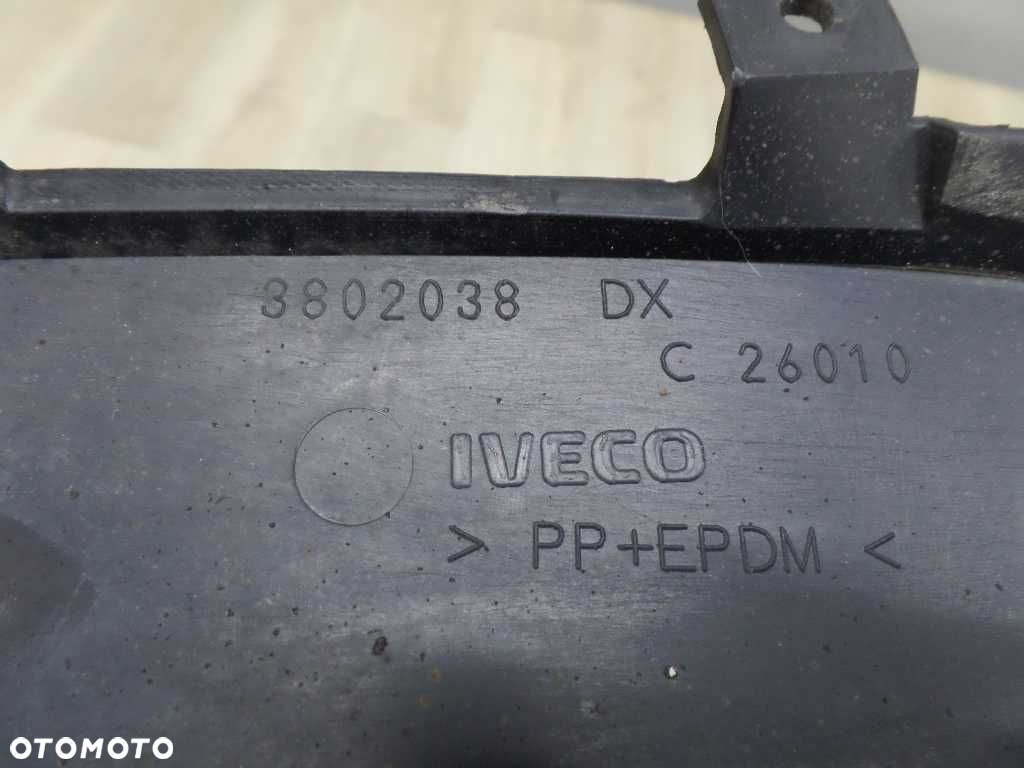 3802038 DX
C 26010
IVECO
> PP+EPDM <
OTOMOTO